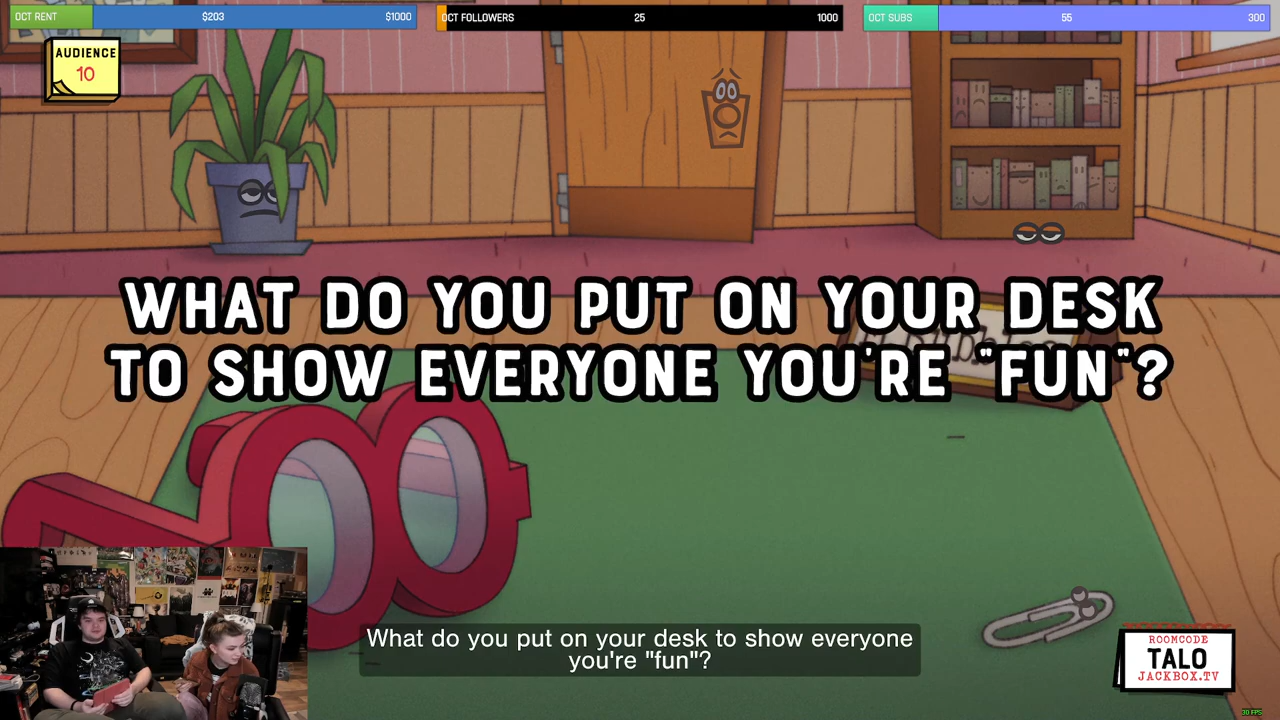 OCT RENT $203 $1000
OCT FOLLOWERS 25 1000
OCT SUBS 55 300
AUDIENCE
10
WHAT DO YOU PUT ON YOUR DESK
TO SHOW EVERYONE YOU'RE "FUN"?
What do you put on your desk to show everyone
you're "fun"?
ROOMCODE
TALO
JACKBOX.TV
30 FPS